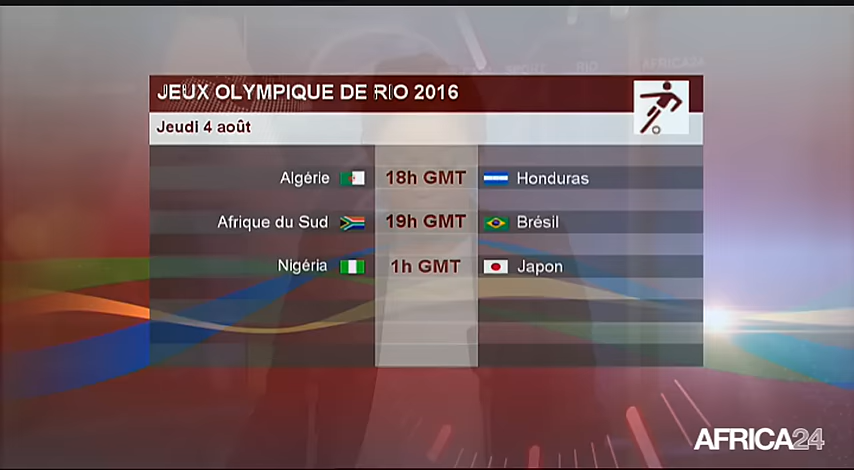 JEUX OLYMPIQUE DE RIO 2016
Jeudi 4 août
Algérie 18h GMT Honduras
Afrique du Sud 19h GMT Brésil
Nigéria 1h GMT Japon
AFRICA24